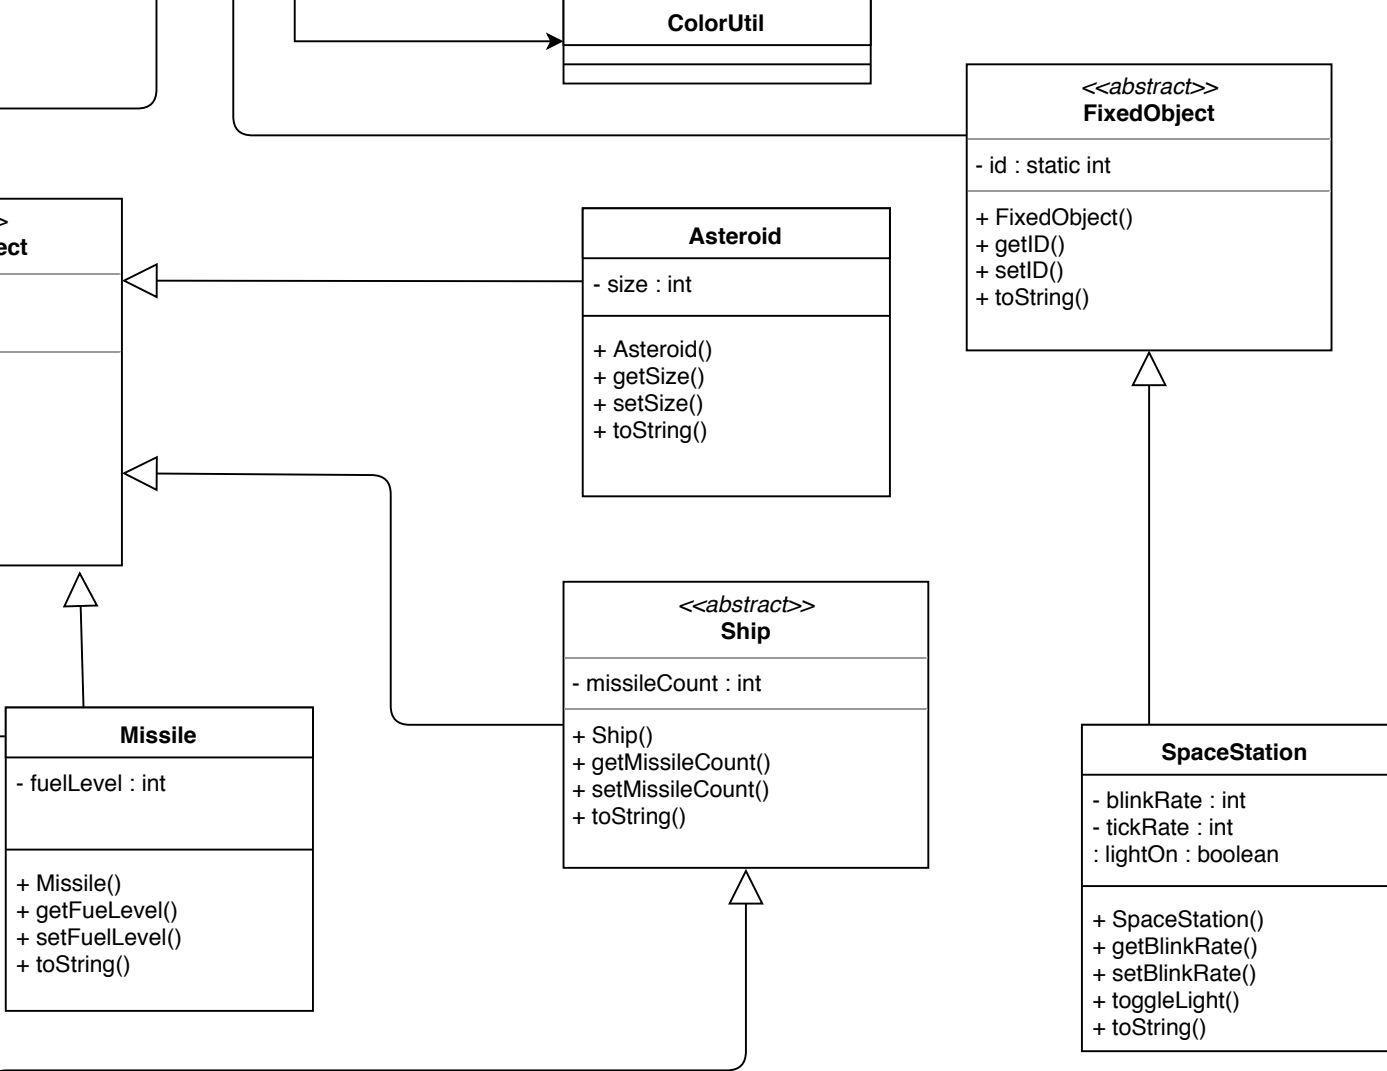 ColorUtil
<<abstract>>
FixedObject
- id : static int
+ FixedObject()
+ getID()
+ setID()
+ toString()
>
ect
Asteroid
- size : int
+ Asteroid()
+ getSize()
+ setSize()
+ toString()
<<abstract>>
Ship
- missileCount : int
+ Ship()
+ getMissileCount()
+ setMissileCount()
+ toString()
Missile
- fuelLevel : int
+ Missile()
+ getFueLevel()
+ setFuelLevel()
+ toString()
SpaceStation
- blinkRate : int
- tickRate : int
: lightOn : boolean
+ SpaceStation()
+ getBlinkRate()
+ setBlinkRate()
+ toggleLight()
+ toString()